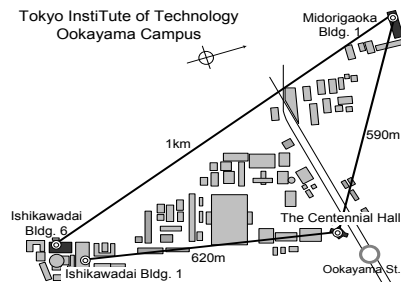 Tokyo InstiTute of Technology
Ookayama Campus
Midorigaoka
Bldg. 1
1km
590m
Ishikawadai
Bldg. 6
The Centennial Hall
Ishikawadai Bldg. 1
620m
Ookayama St.